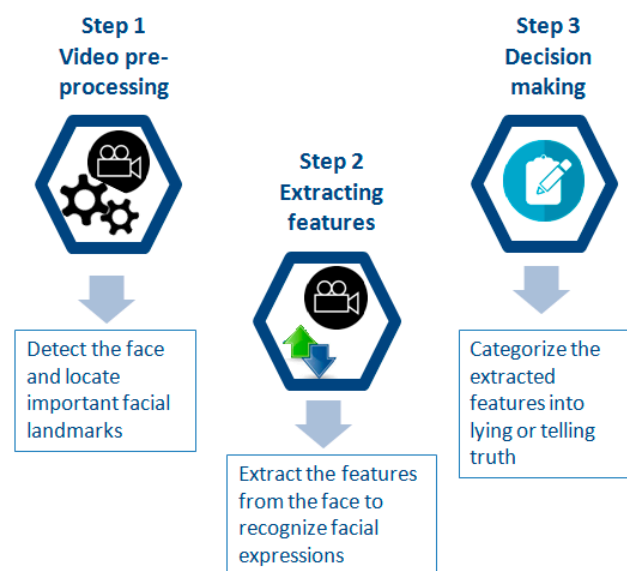 Step 1
Video pre-
processing
Detect the face
and locate
important facial
landmarks
Step 2
Extracting
features
Extract the features
from the face to
recognize facial
expressions
Step 3
Decision
making
Categorize the
extracted
features into
lying or telling
truth